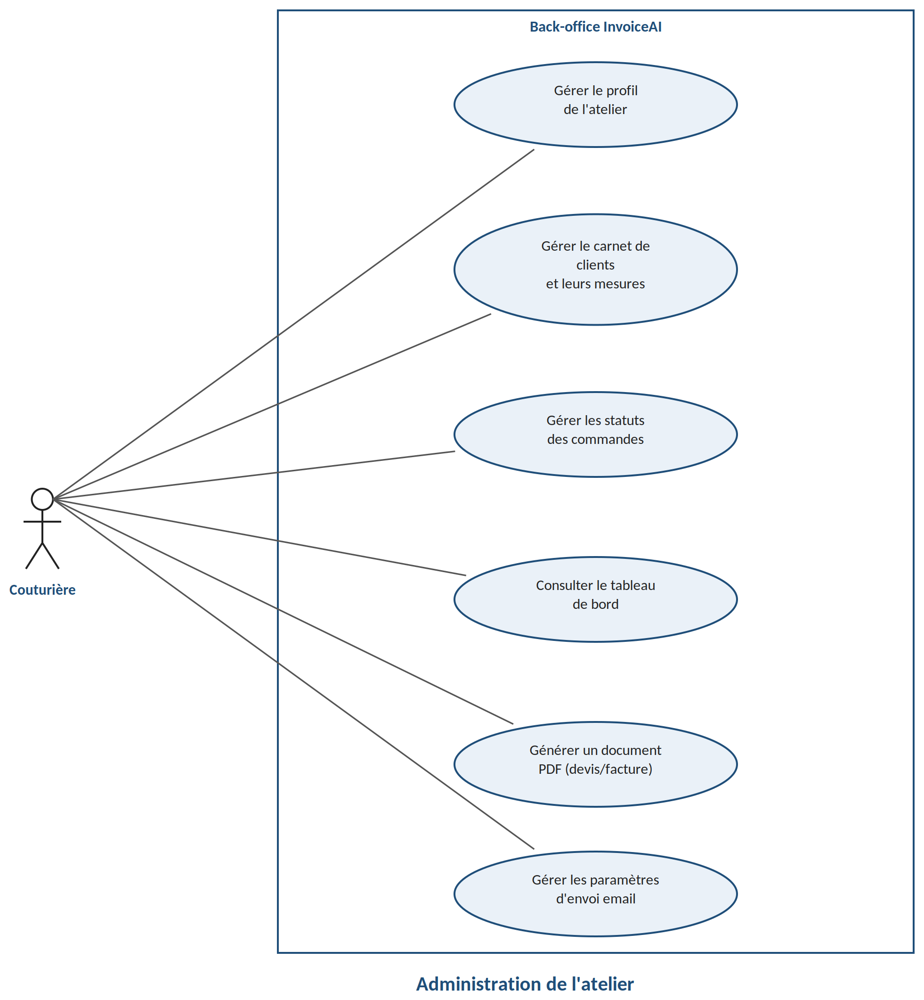 Back-office InvoiceAI
Gérer le profil
de l'atelier
Gérer le carnet de
clients
et leurs mesures
Gérer les statuts
des commandes
Couturière
Consulter le tableau
de bord
Générer un document
PDF (devis/facture)
Gérer les paramètres
d'envoi email
Administration de l'atelier